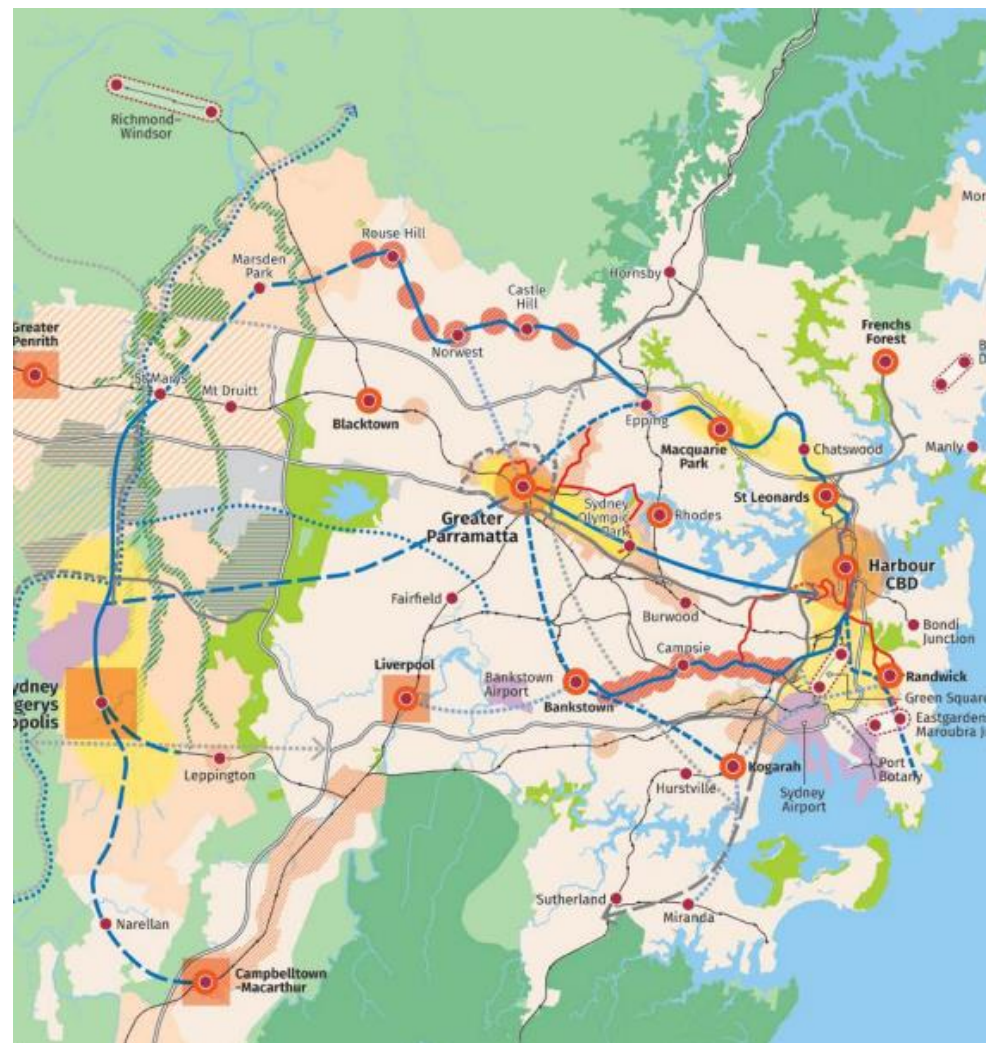 Richmond–
Windsor
Rouse Hill
Marsden
Park
Castle
Hill
Hornsby
Mor
Norwest
Greater
Penrith
Frenchs
Forest
B
D
St Marys
Mt Druitt
Blacktown
Epping
Macquarie
Park
Chatswood
Manly
St Leonards
Greater
Parramatta
Sydney
Olympic
Park
Rhodes
Harbour
CBD
Fairfield
Burwood
Bondi
Junction
Liverpool
Campsie
Bankstown
Airport
Bankstown
Randwick
Green Square
ydney
gerys
opolis
Eastgarden
Maroubra J
Leppington
Kogarah
Hurstville
Port
Botany
Sydney
Airport
Sutherland
Miranda
Narellan
Campbelltown
-Macarthur